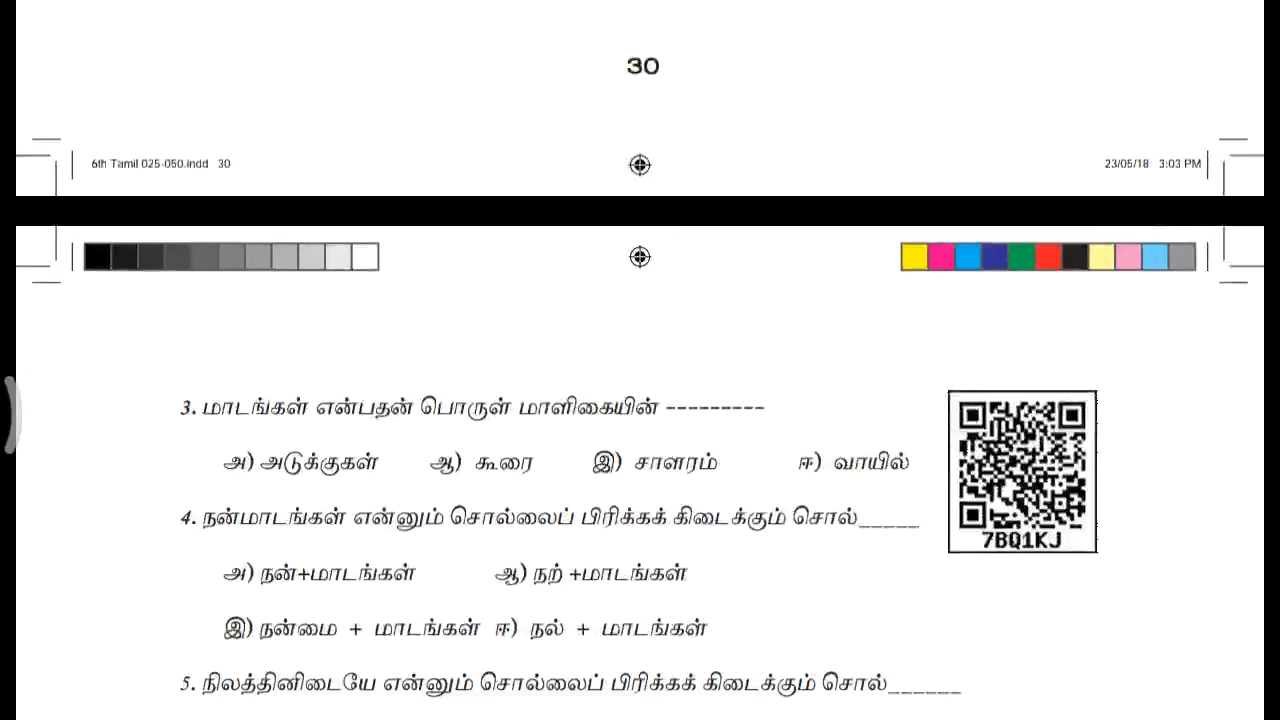 30
6th Tamil 025-050.indd 30
23/05/18 3:03 PM
3. மாடங்கள் என்பதன் பொருள் மாளிகையின் ---------
அ) அடுக்குகள் ஆ) கூரை இ) சாளரம் ஈ) வாயில்
4. நன்மாடங்கள் என்னும் சொல்லைப் பிரிக்கக் கிடைக்கும் சொல்_____
7BQ1KJ
அ) நன்+மாடங்கள் ஆ) நற் +மாடங்கள்
இ) நன்மை + மாடங்கள் ஈ) நல் + மாடங்கள்
5. நிலத்தினிடையே என்னும் சொல்லைப் பிரிக்கக் கிடைக்கும் சொல்______